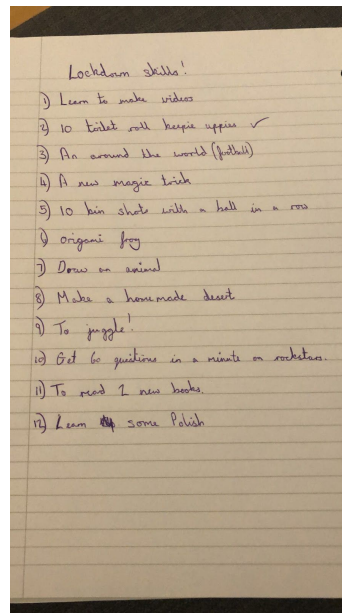 Lockdown skills!
1) Learn to make videos
2) 10 toilet roll keepie uppies ✓
3) An around the world (football)
4) A new magic trick
5) 10 bin shots with a ball in a row
6) origami frog
7) Draw an animal
8) Make a homemade desert
9) To juggle!
10) Get 60 questions in a minute on rockstars.
11) To read 2 new books.
12) Learn some Polish